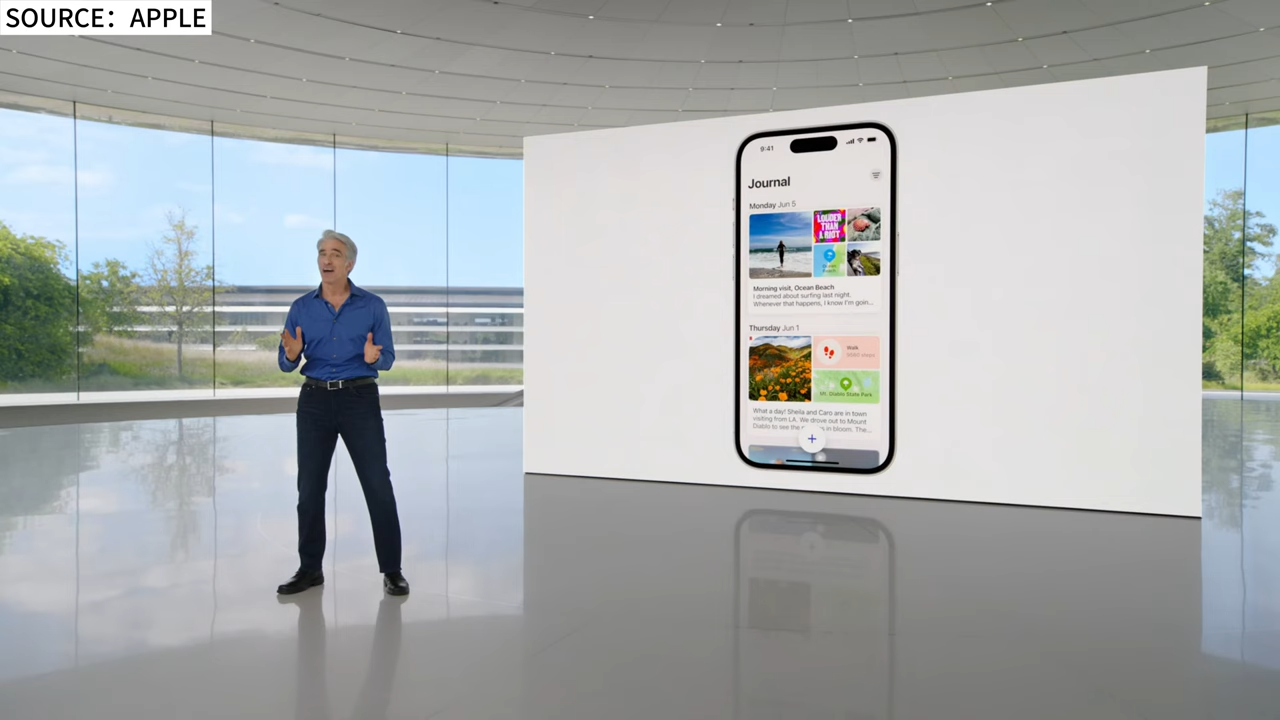 SOURCE: APPLE
9:41
Journal
Monday Jun 5
LOUDER
THAN
A RIOT
Morning visit, Ocean Beach
I dreamed about surfing last night.
Whenever that happens, I know I'm goin...
Thursday Jun 1
Walk
steps
Mt. Diablo State Park
What a day! Sheila and Caro are in town
visiting from LA. We drove out to Mount
Diablo to see the in bloom. The...
+